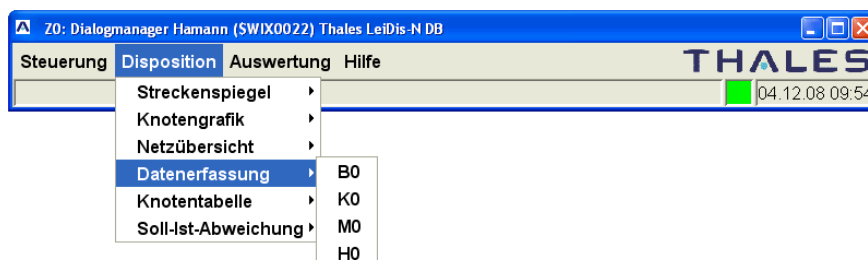 Z0: Dialogmanager Hamann ($WIX0022) Thales LeiDis-N DB
Steuerung Disposition Auswertung Hilfe
THALES
04.12.08 09:54
Streckenspiegel
Knotengrafik
Netzübersicht
Datenerfassung
Knotentabelle
Soll-Ist-Abweichung
B0
K0
M0
H0